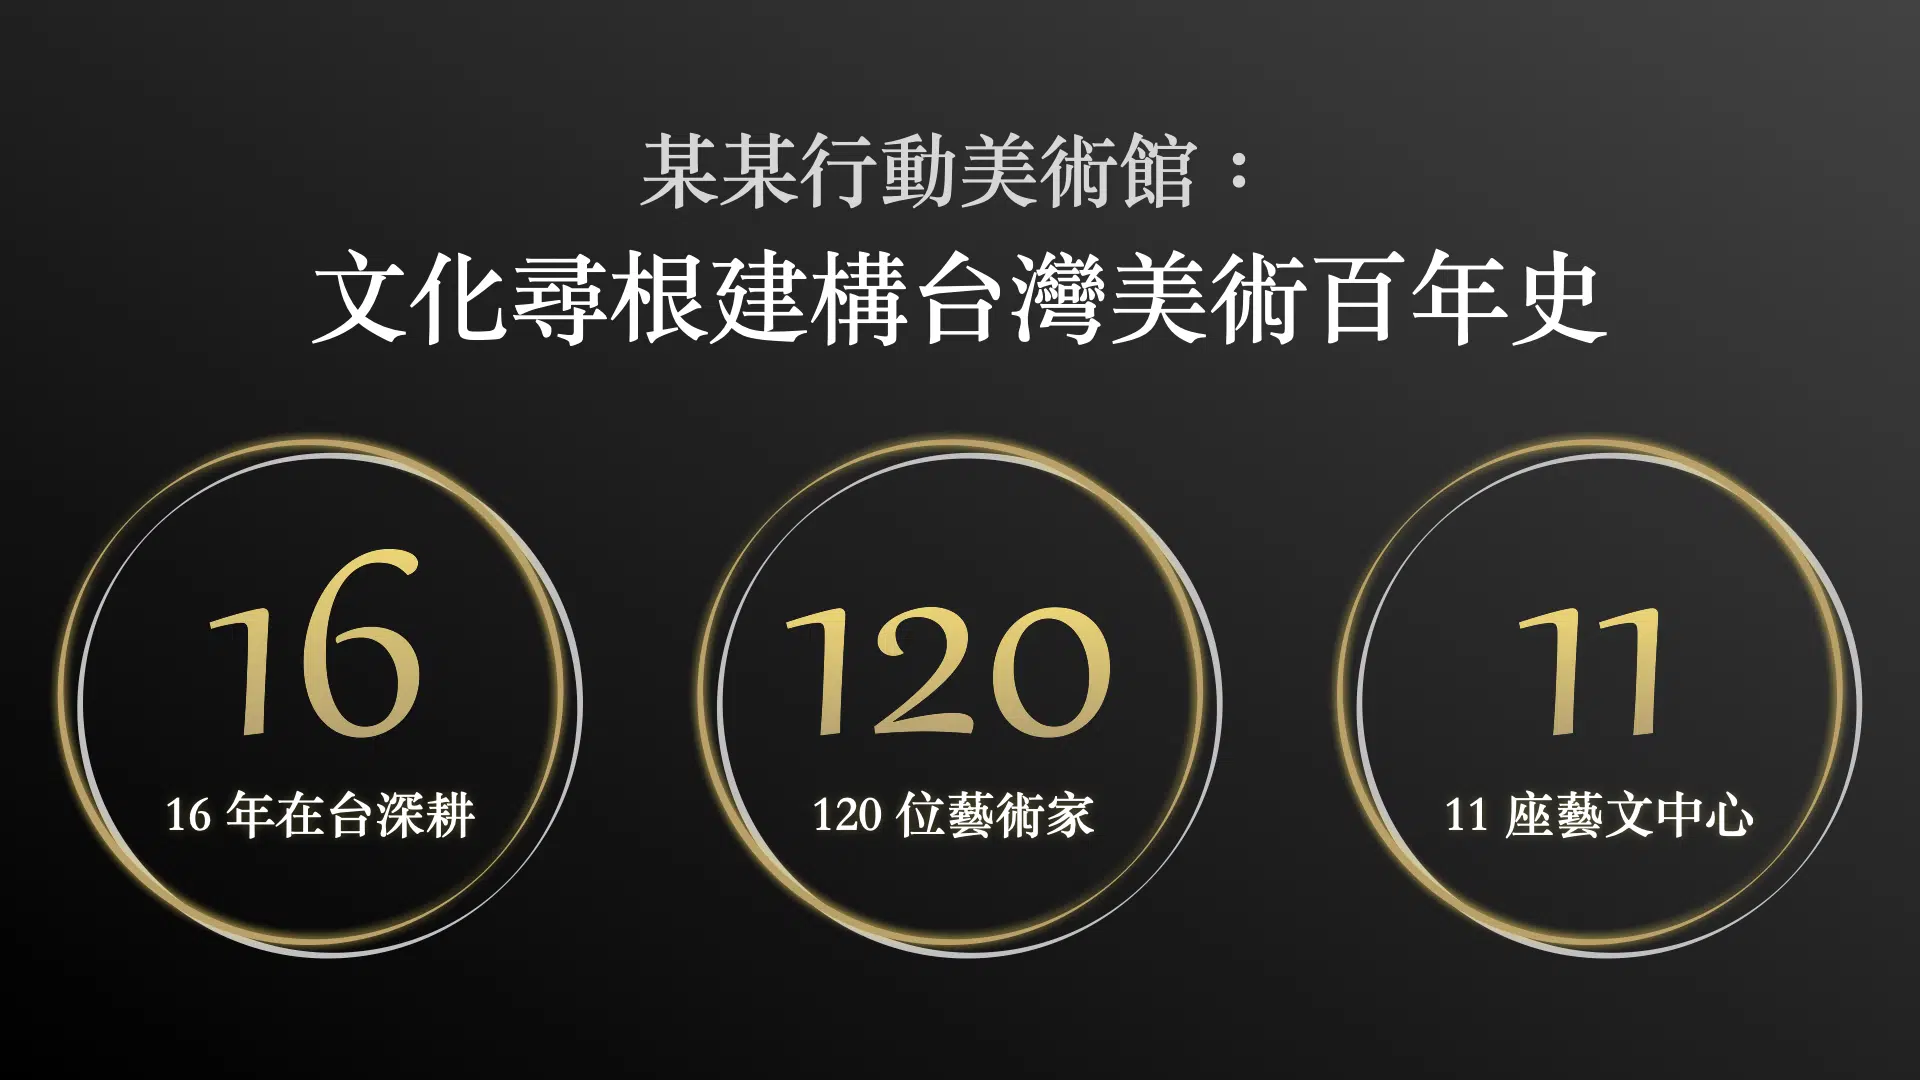 某某行動美術館：
文化尋根建構台灣美術百年史
16
16 年在台深耕
120
120 位藝術家
11
11 座藝文中心